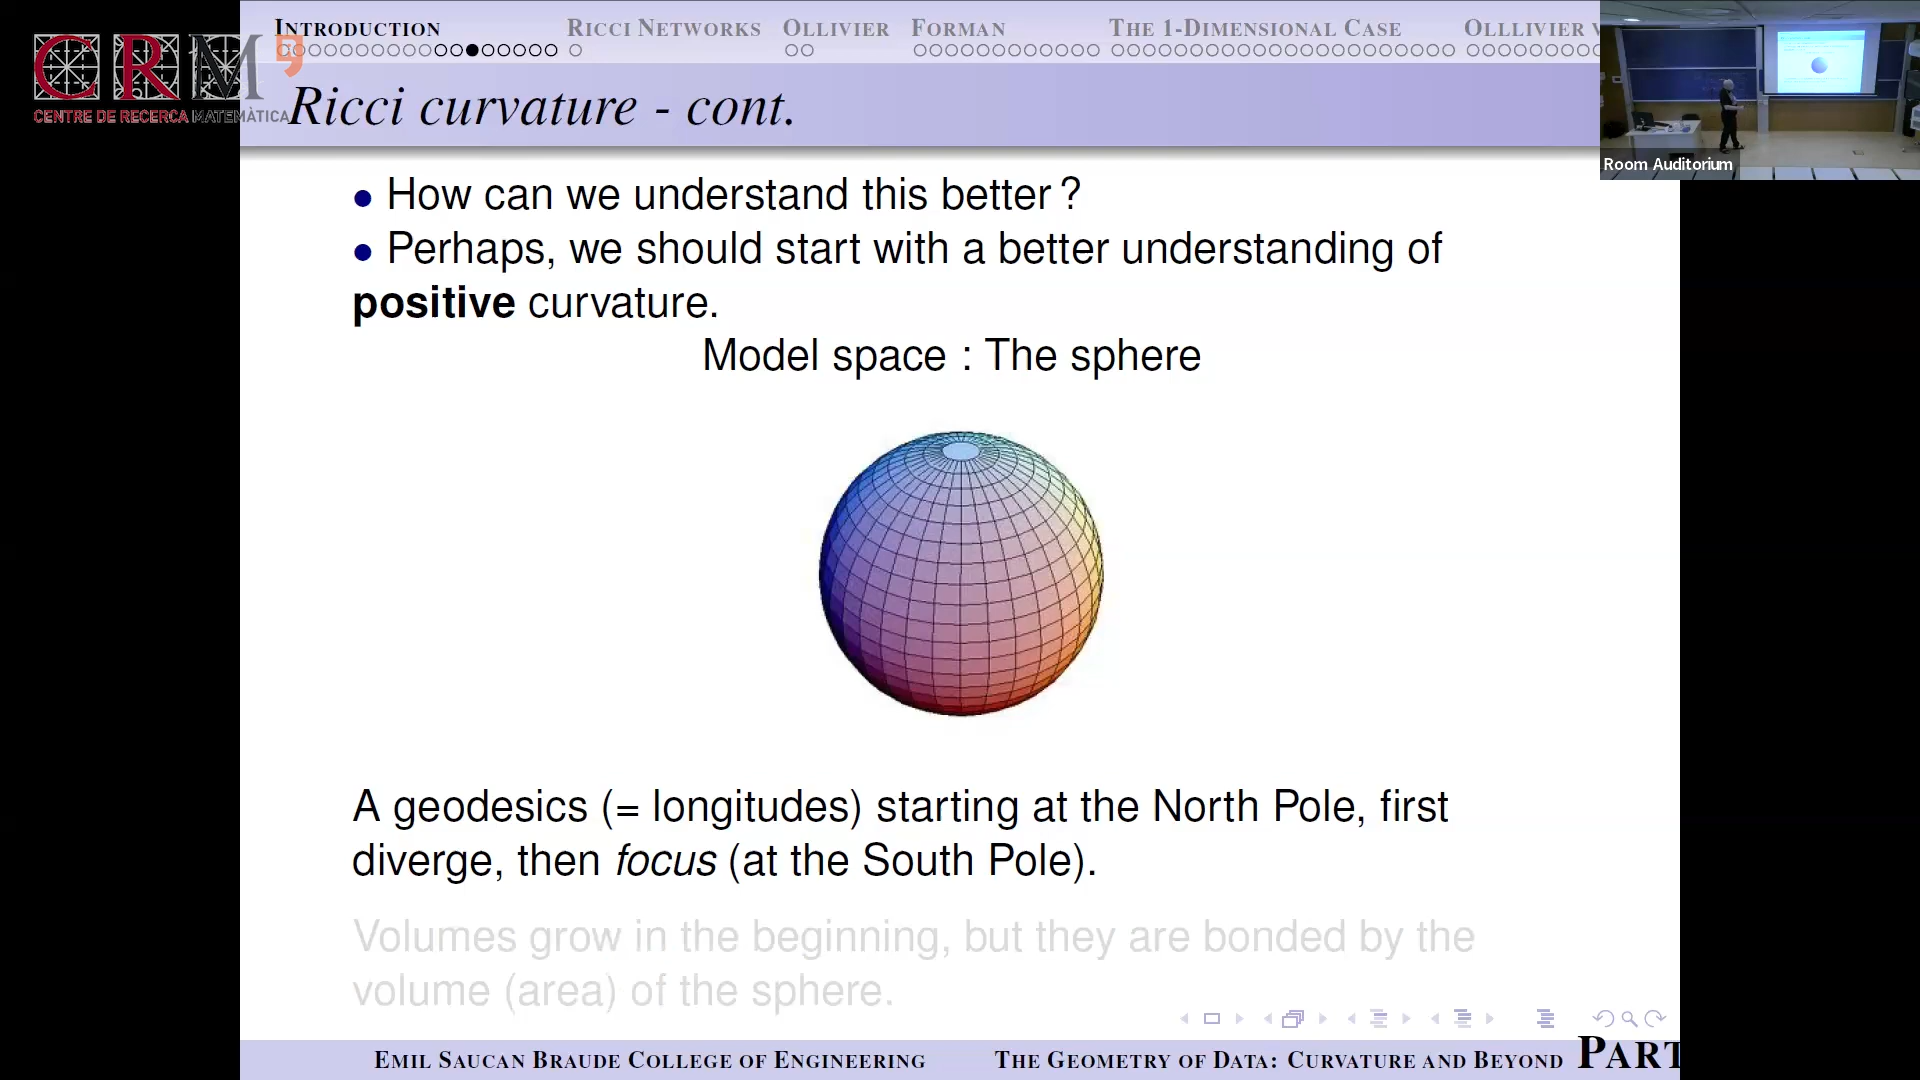 INTRODUCTION
RICCI NETWORKS
OLLIVIER
FORMAN
THE 1-DIMENSIONAL CASE
OLLLIVIER V
CRM
CENTRE DE RECERCA MATEMÀTICA
Room Auditorium
Ricci curvature - cont.
• How can we understand this better ?
• Perhaps, we should start with a better understanding of
positive curvature.
Model space : The sphere
A geodesics (= longitudes) starting at the North Pole, first
diverge, then focus (at the South Pole).
Volumes grow in the beginning, but they are bonded by the
volume (area) of the sphere.
EMIL SAUCAN BRAUDE COLLEGE OF ENGINEERING
THE GEOMETRY OF DATA: CURVATURE AND BEYOND
PART